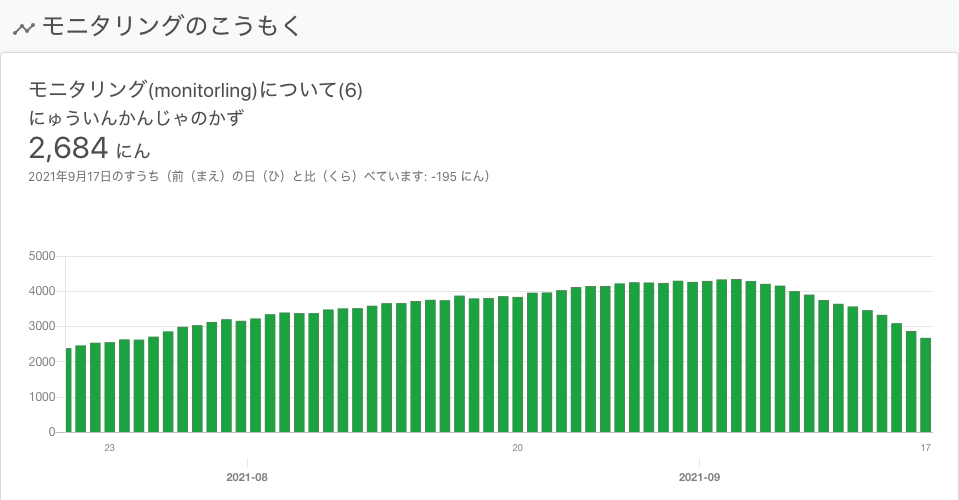 モニタリングのこうもく
モニタリング(monitorling)について(6)
にゅういんかんじゃのかず
2,684 にん
2021年9月17日のすうち（前（まえ）の日（ひ）と比（くら）べています: -195 にん）
5000
4000
3000
2000
1000
0
23 20 17
2021-08 2021-09